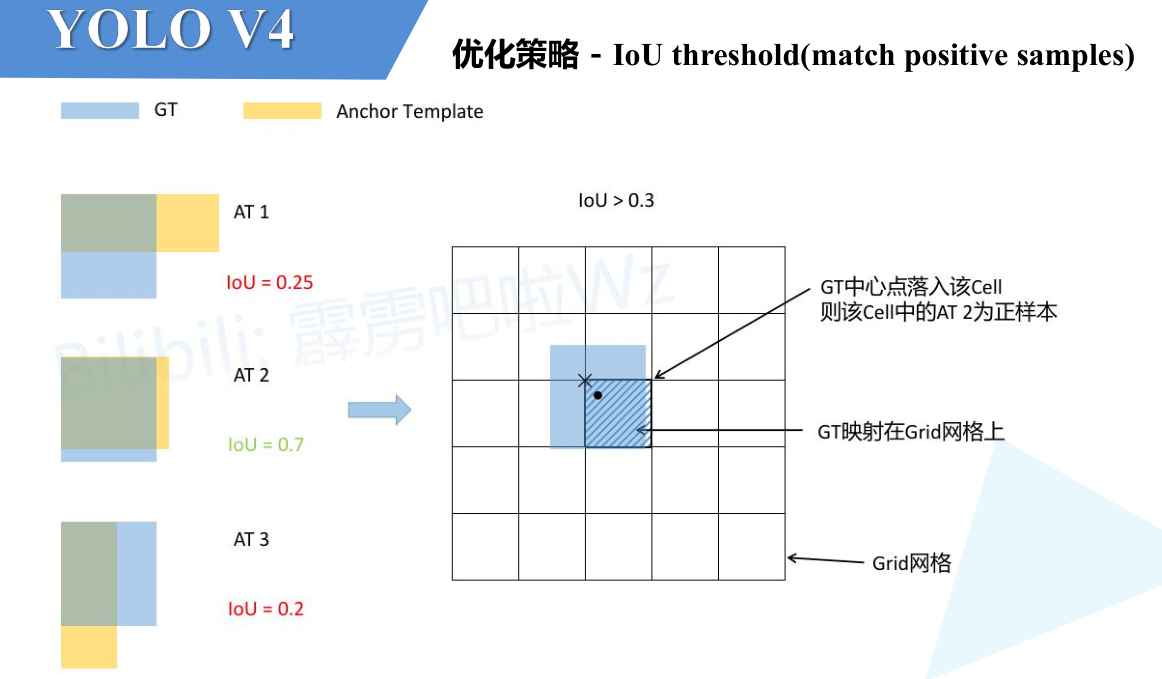 YOLO V4
优化策略 - IoU threshold(match positive samples)
GT
Anchor Template
AT 1
IoU = 0.25
AT 2
IoU = 0.7
AT 3
IoU = 0.2
IoU > 0.3
GT中心点落入该Cell
则该Cell中的AT 2为正样本
GT映射在Grid网格上
Grid网格
Bilibili: 霹雳吧啦Wz